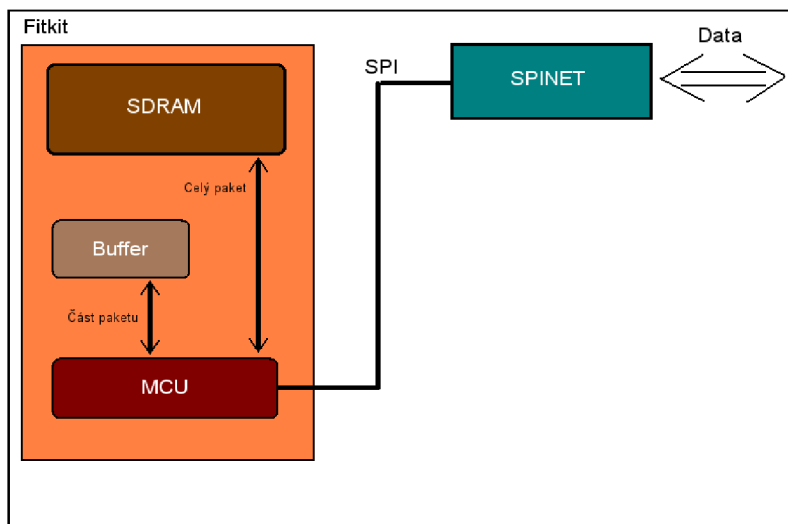 Fitkit
SDRAM
SPI
SPINET
Data
Celý paket
Buffer
Část paketu
MCU